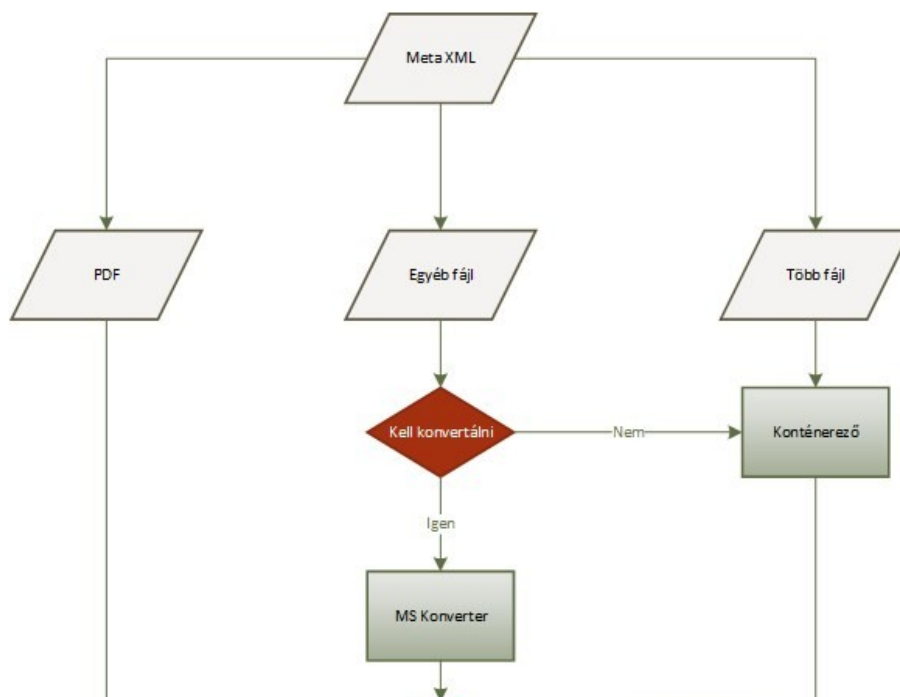 Meta XML
PDF
Egyéb fájl
Több fájl
Kell konvertálni
Nem
Konténerező
Igen
MS Konverter